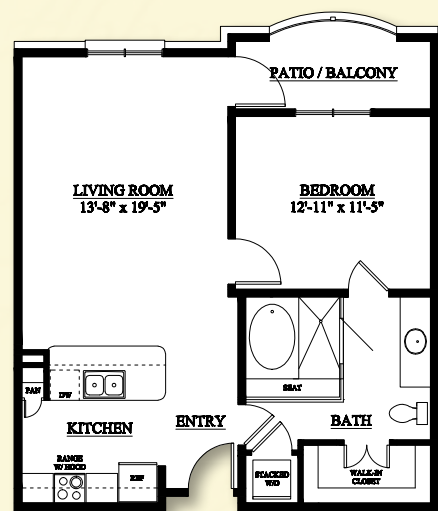 PATIO / BALCONY
LIVING ROOM
13'-8" x 19'-5"
BEDROOM
12'-11" x 11'-5"
SEAT
PAN
D/W
KITCHEN
ENTRY
BATH
RANGE
W/ HOOD
REF
STACKED
W/D
WALK-IN
CLOSET